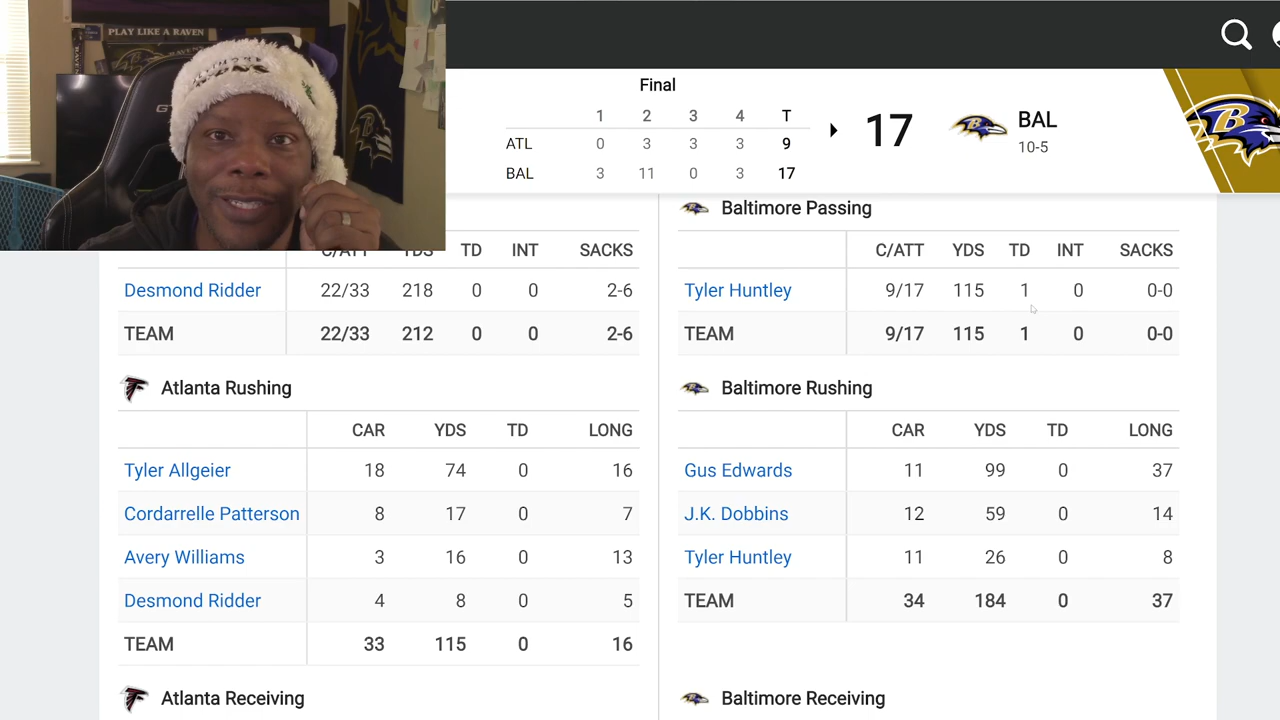 PLAY LIKE A RAVEN
Final
1 2 3 4 T
ATL 0 3 3 3 9
BAL 3 11 0 3 17
17
BAL
10-5
Baltimore Passing
C/ATT YDS TD INT SACKS
Desmond Ridder 22/33 218 0 0 2-6
TEAM 22/33 212 0 0 2-6
C/ATT YDS TD INT SACKS
Tyler Huntley 9/17 115 1 0 0-0
TEAM 9/17 115 1 0 0-0
Atlanta Rushing
CAR YDS TD LONG
Tyler Allgeier 18 74 0 16
Cordarrelle Patterson 8 17 0 7
Avery Williams 3 16 0 13
Desmond Ridder 4 8 0 5
TEAM 33 115 0 16
Baltimore Rushing
CAR YDS TD LONG
Gus Edwards 11 99 0 37
J.K. Dobbins 12 59 0 14
Tyler Huntley 11 26 0 8
TEAM 34 184 0 37
Atlanta Receiving
Baltimore Receiving